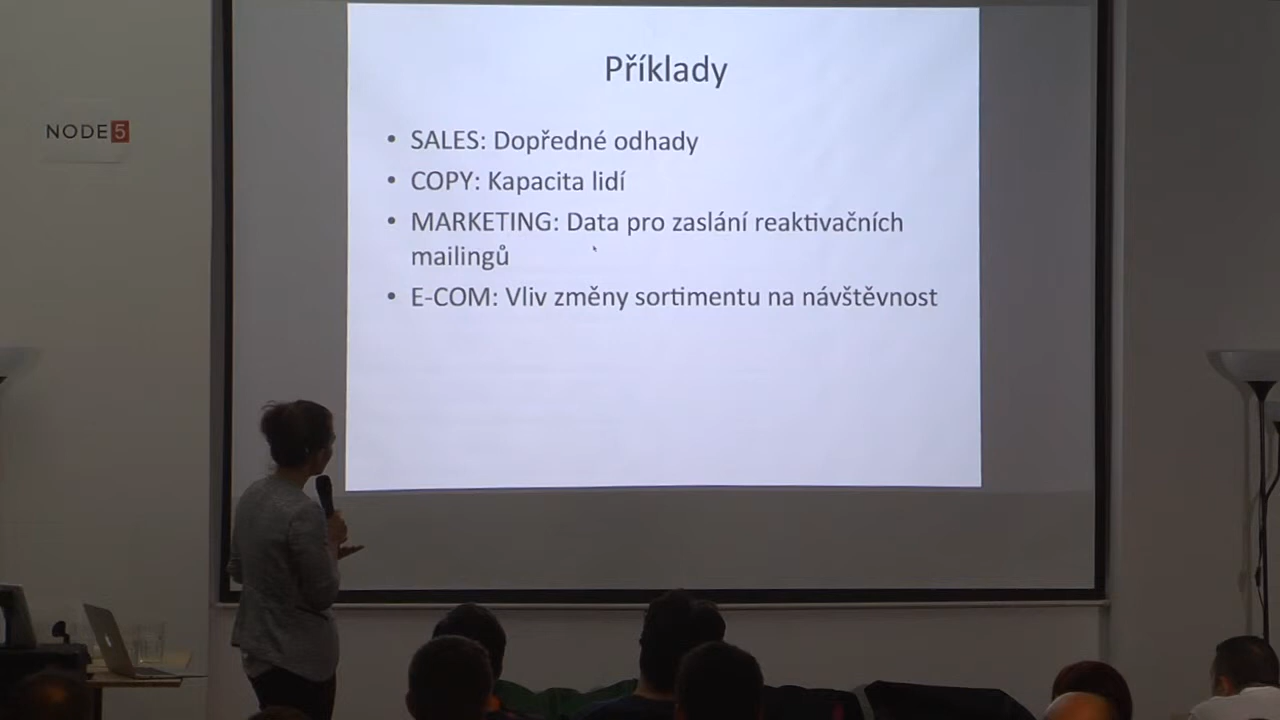 Příklady
NODE5
• SALES: Dopředné odhady
• COPY: Kapacita lidí
• MARKETING: Data pro zaslání reaktivačních
mailingů
• E-COM: Vliv změny sortimentu na návštěvnost